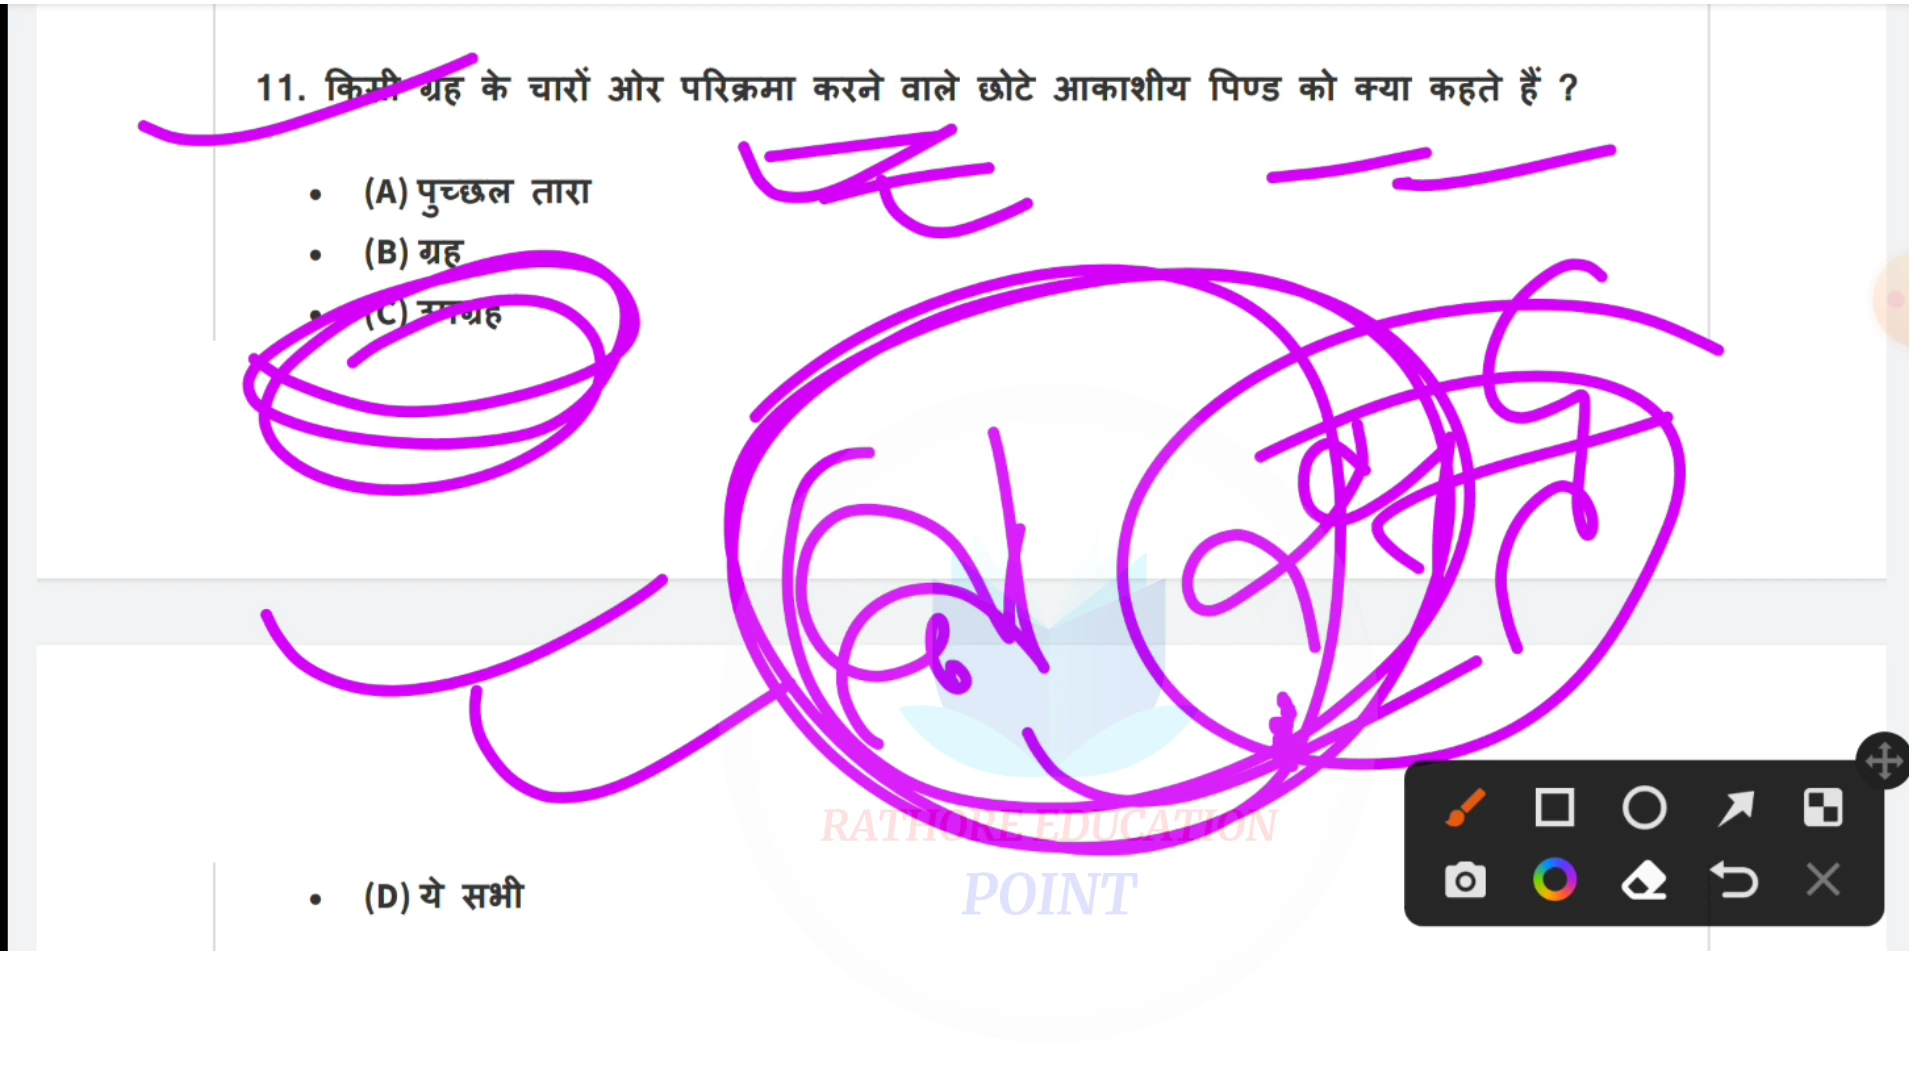 11. किसी ग्रह के चारों ओर परिक्रमा करने वाले छोटे आकाशीय पिण्ड को क्या कहते हैं ?
(A) पुच्छल तारा
(B) ग्रह
(C) उपग्रह
RATHORE EDUCATION
POINT
(D) ये सभी